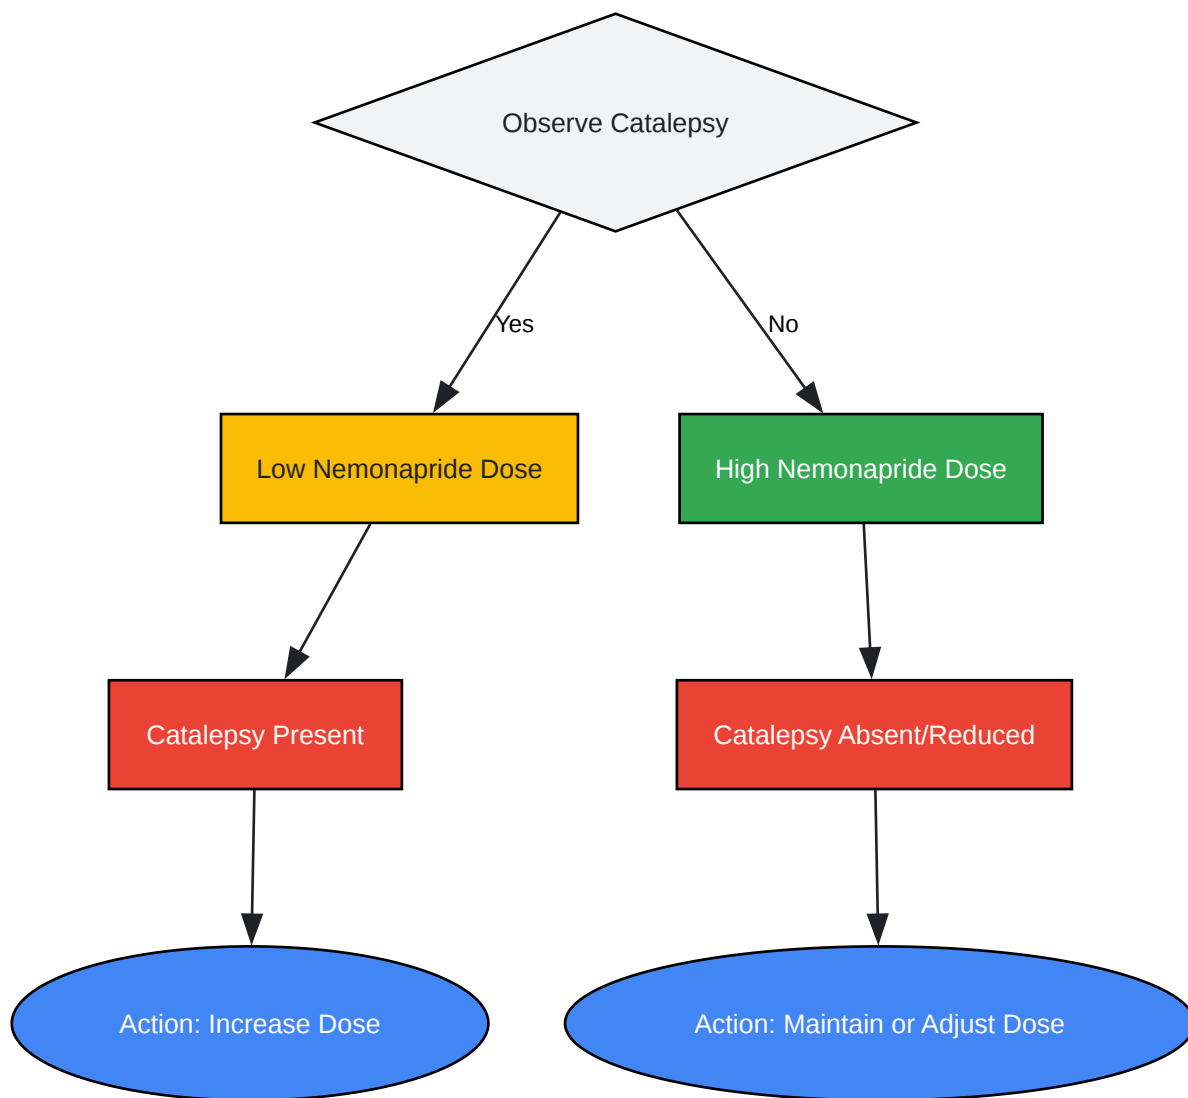 Observe Catalepsy
Yes
No
Low Nemonapride Dose
High Nemonapride Dose
Catalepsy Present
Catalepsy Absent/Reduced
Action: Increase Dose
Action: Maintain or Adjust Dose